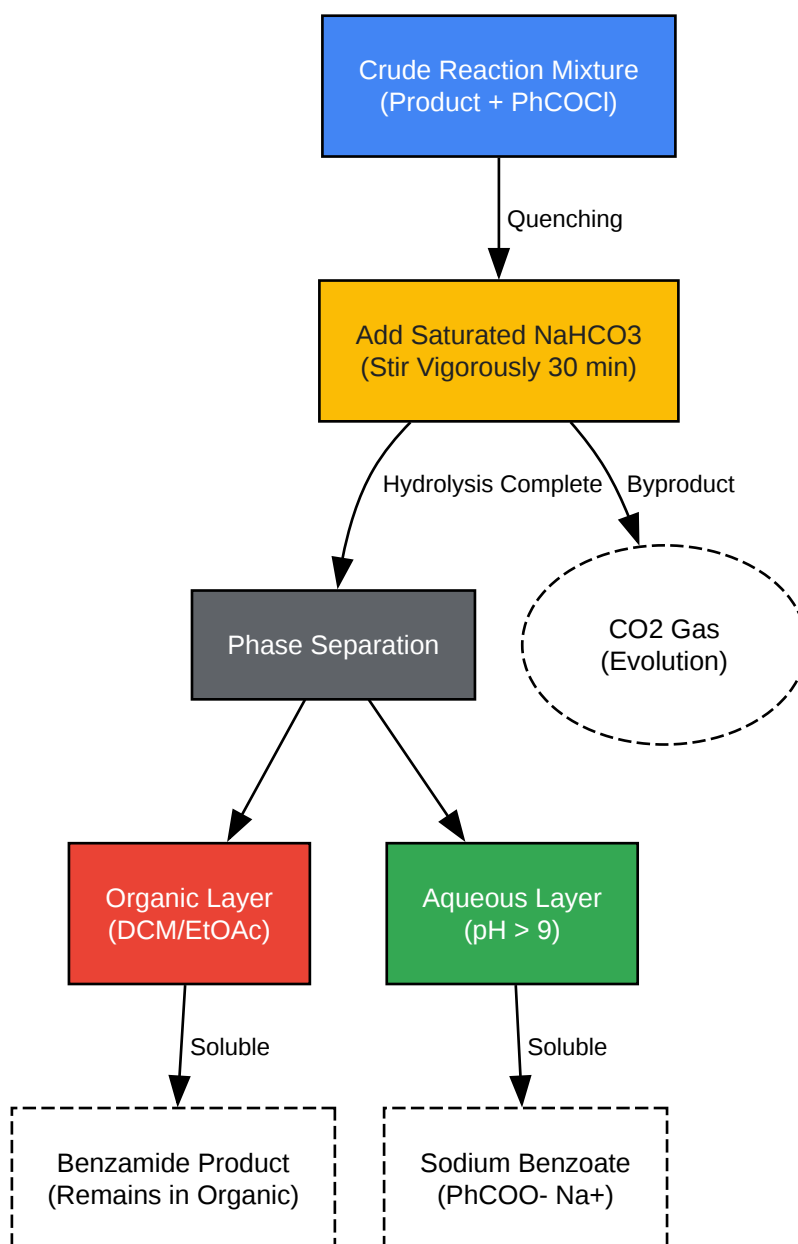 Crude Reaction Mixture
(Product + PhCOCl)
Quenching
Add Saturated NaHCO3
(Stir Vigorously 30 min)
Hydrolysis Complete
Byproduct
CO2 Gas
(Evolution)
Phase Separation
Organic Layer
(DCM/EtOAc)
Aqueous Layer
(pH > 9)
Soluble
Soluble
Benzamide Product
(Remains in Organic)
Sodium Benzoate
(PhCOO- Na+)